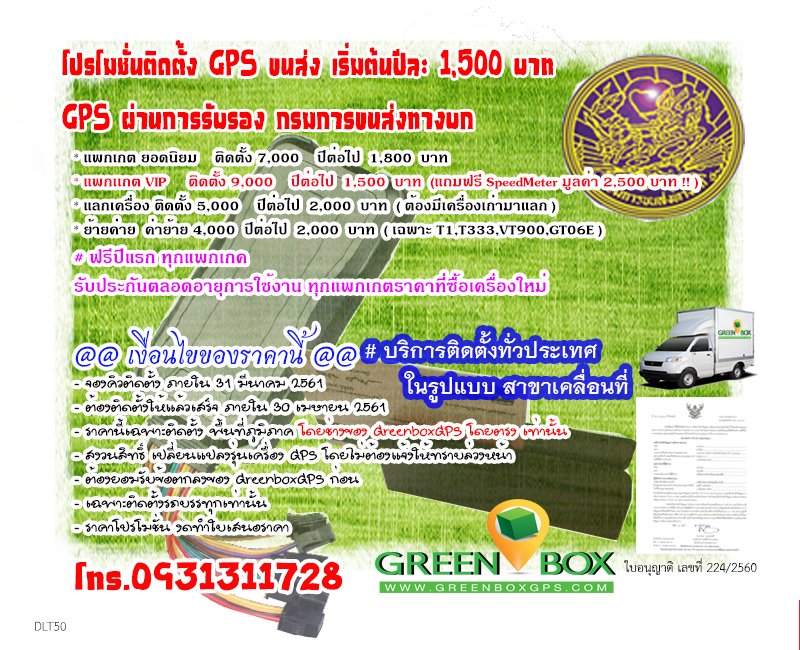 โปรโมชั่นติดตั้ง GPS ขนส่ง เริ่มต้นปีละ 1,500 บาท
GPS ผ่านการรับรอง กรมการขนส่งทางบก
* แพกเกต ยอดนิยม ติดตั้ง 7,000 ปีต่อไป 1,800 บาท
* แพกแกต VIP ติดตั้ง 9,000 ปีต่อไป 1,500 บาท (แถมฟรี SpeedMeter มูลค่า 2,500 บาท !! )
* แลกเครื่อง ติดตั้ง 5,000 ปีต่อไป 2,000 บาท ( ต้องมีเครื่องเก่ามาแลก )
* ย้ายค่าย ค่าย้าย 4,000 ปีต่อไป 2,000 บาท ( เฉพาะ T1,T333,VT900,GT06E )
# ฟรีปีแรก ทุกแพกเกค
รับประกันตลอดอายุการใช้งาน ทุกแพกเกตราคาที่ซื้อเครื่องใหม่
@@ เงื่อนไขของราคานี้ @@
# บริการติดตั้งทั่วประเทศ
ในรูปแบบ สาขาเคลื่อนที่
GREEN BOX
- จองคิวติดตั้ง ภายใน 31 มีนาคม 2561
- ต้องติดตั้งให้แล้วเสร็จ ภายใน 30 เมษายน 2561
- ราคานี้เฉพาะติดตั้ง พื้นที่ภูมิภาค โดยช่างของ GreenboxGPS โดยตรง เท่านั้น
- สงวนสิทธิ์ เปลี่ยนแปลงรุ่นเครื่อง GPS โดยไม่ต้องแจ้งให้ทราบล่วงหน้า
- ต้องยอมรับข้อตกลงของ GreenboxGPS ก่อน
- เฉพาะติดตั้งรถบรรทุกเท่านั้น
- ราคาโปรโมชั่น งดทำใบเสนอราคา
โทร.0931311728
GREEN BOX
WWW.GREENBOXGPS.COM
ใบอนุญาติ เลขที่ 224/2560
DLT50